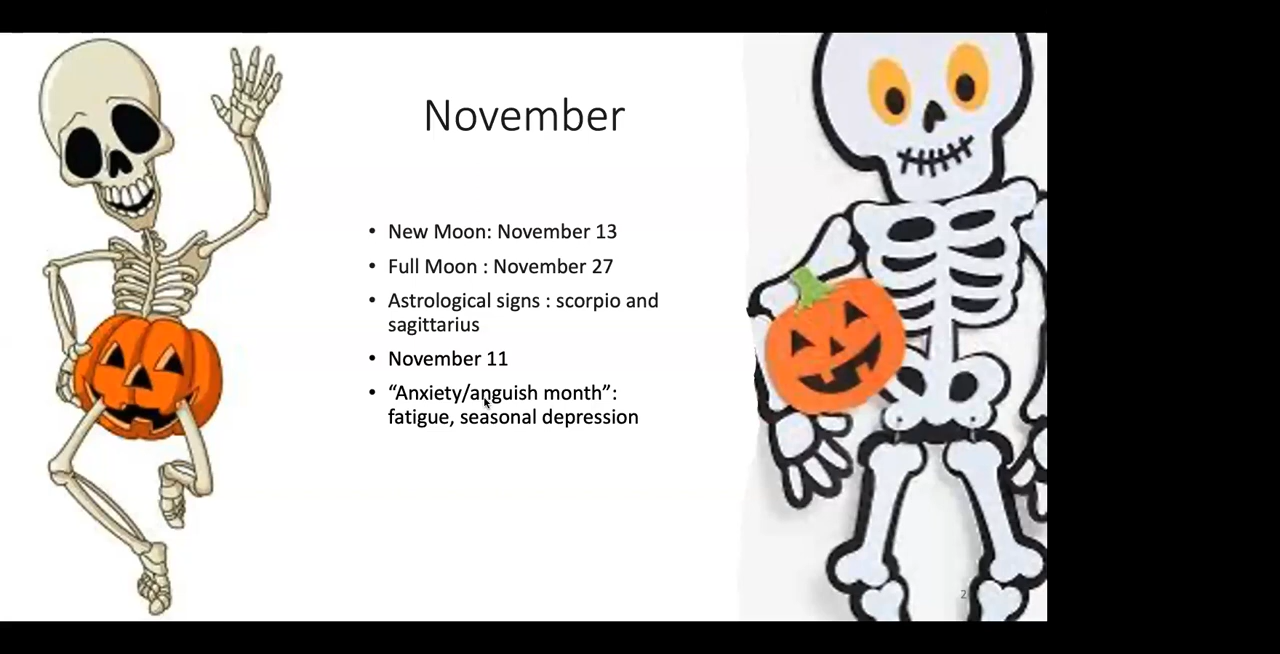 November
• New Moon: November 13
• Full Moon : November 27
• Astrological signs : scorpio and
sagittarius
• November 11
• “Anxiety/anguish month”:
fatigue, seasonal depression
2